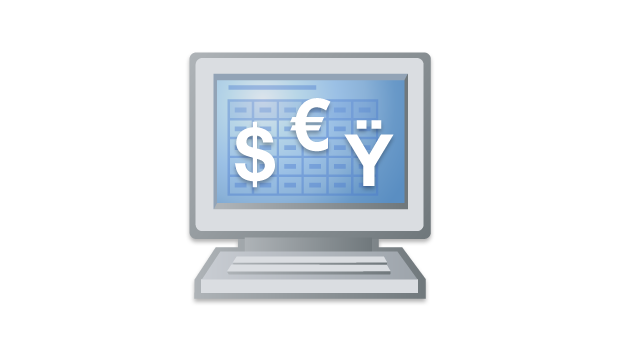 $ € Ÿ